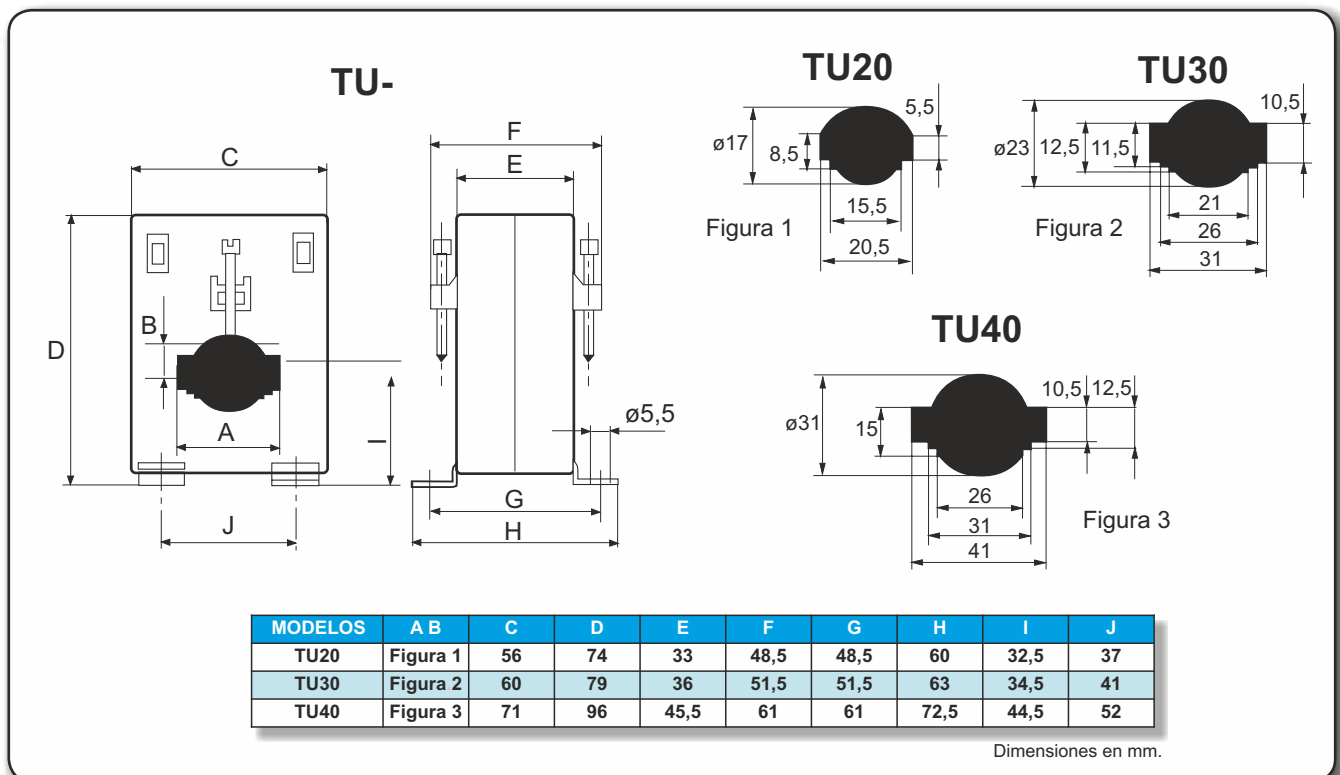 TU-
C
D
B
A
I
J
F
E
ø5,5
G
H
TU20
5,5
ø17
8,5
15,5
20,5
Figura 1
TU30
10,5
ø23
12,5
11,5
21
26
31
Figura 2
TU40
10,5
12,5
ø31
15
26
31
41
Figura 3
MODELOS A B C D E F G H I J
TU20 Figura 1 56 74 33 48,5 48,5 60 32,5 37
TU30 Figura 2 60 79 36 51,5 51,5 63 34,5 41
TU40 Figura 3 71 96 45,5 61 61 72,5 44,5 52
Dimensiones en mm.